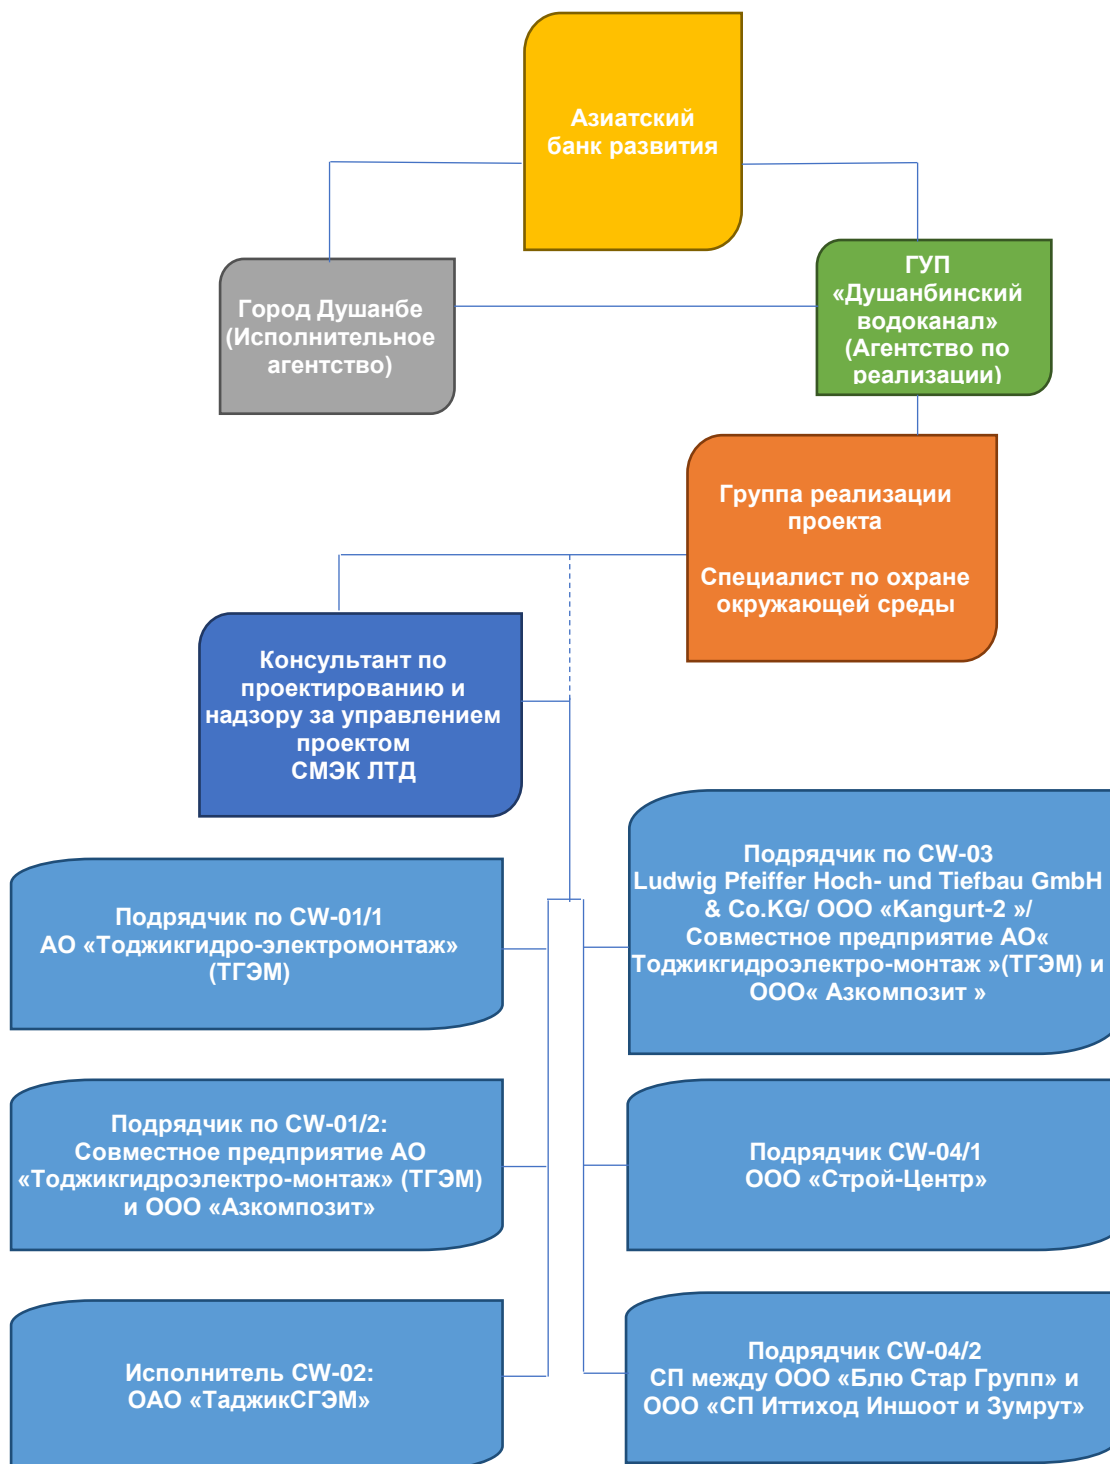 Азиатский
банк развития
Город Душанбе
(Исполнительное
агентство)
ГУП
«Душанбинский
водоканал»
(Агентство по
реализации)
Группа реализации
проекта
Специалист по охране
окружающей среды
Консультант по
проектированию и
надзору за управлением
проектом
СМЭК ЛТД
Подрядчик по CW-01/1
АО «Тоджикгидро-электромонтаж»
(ТГЭМ)
Подрядчик по CW-03
Ludwig Pfeiffer Hoch- und Tiefbau GmbH
& Co.KG/ ООО «Kangurt-2 »/
Совместное предприятие АО«
Тоджикгидроэлектро-монтаж »(ТГЭМ) и
ООО« Азкомпозит »
Подрядчик по CW-01/2:
Совместное предприятие АО
«Тоджикгидроэлектро-монтаж» (ТГЭМ)
и ООО «Азкомпозит»
Подрядчик CW-04/1
ООО «Строй-Центр»
Исполнитель CW-02:
ОАО «ТаджикСГЭМ»
Подрядчик CW-04/2
СП между ООО «Блю Стар Групп» и
ООО «СП Иттиход Иншоот и Зумрут»